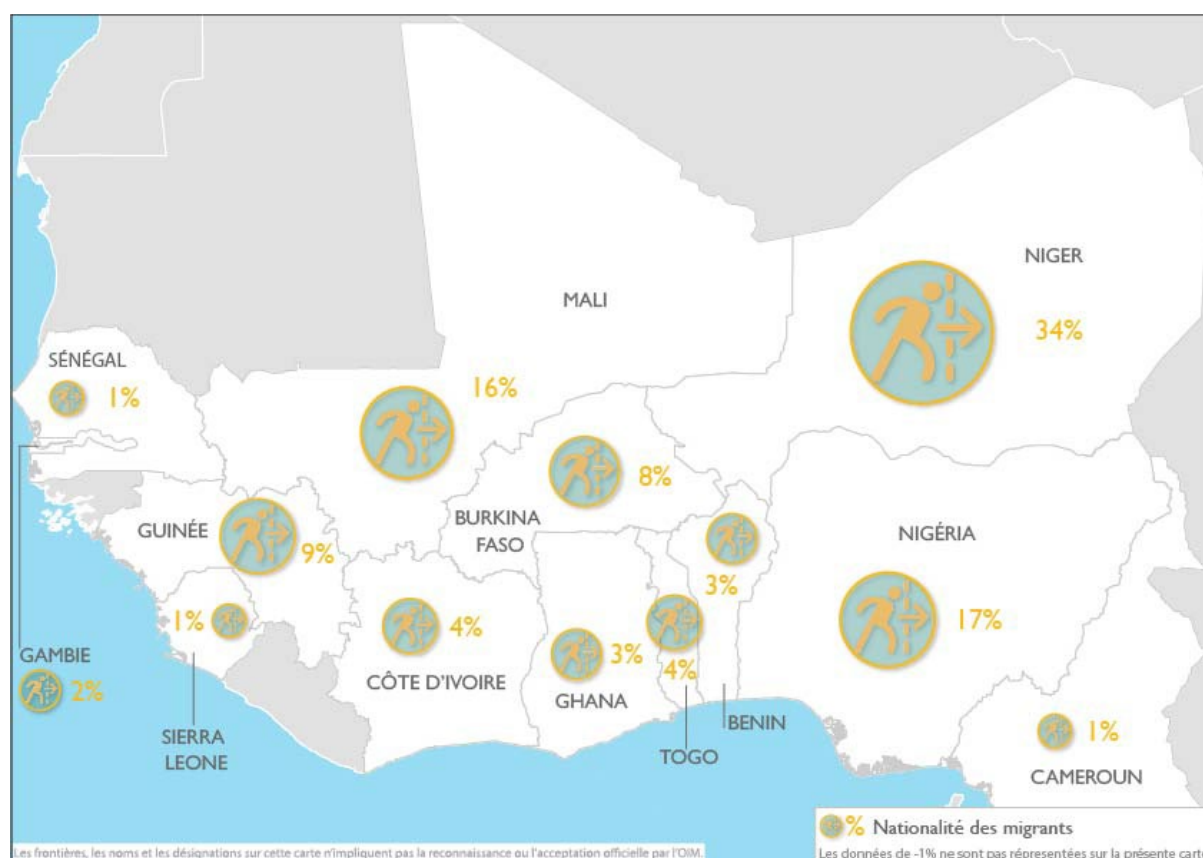 NIGER
34%
MALI
SÉNÉGAL
1%
16%
8%
BURKINA
FASO
GUINÉE
9%
NIGÉRIA
17%
3%
1%
4%
CÔTE D'IVOIRE
3%
GHANA
4%
GAMBIE
2%
SIERRA
LEONE
BENIN
TOGO
1%
CAMEROUN
% Nationalité des migrants
Les frontières, les noms et les désignations sur cette carte n'impliquent pas la reconnaissance ou l'acceptation officielle par l'OIM.
Les données de -1% ne sont pas répresentées sur la présente carte